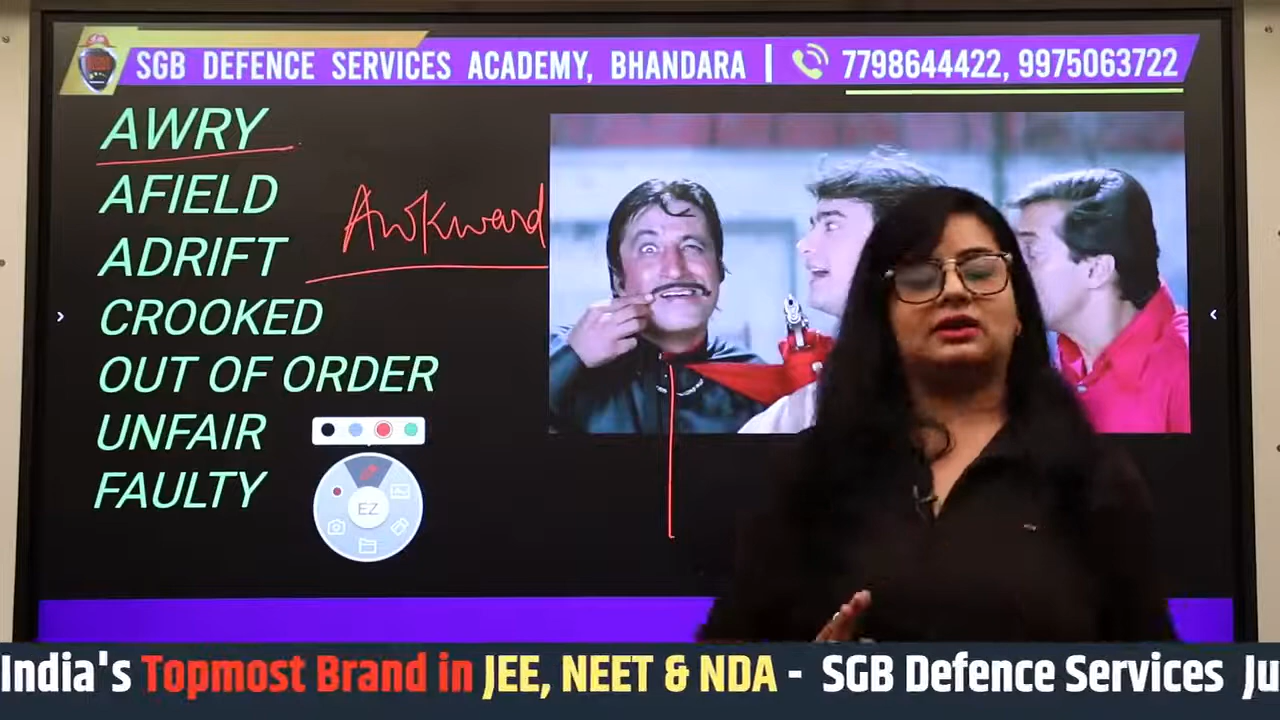 SGB DEFENCE SERVICES ACADEMY, BHANDARA | 7798644422, 9975063722
AWRY
AFIELD
Awkward
ADRIFT
CROOKED
OUT OF ORDER
UNFAIR
FAULTY
EZ
India's Topmost Brand in JEE, NEET & NDA - SGB Defence Services Ju